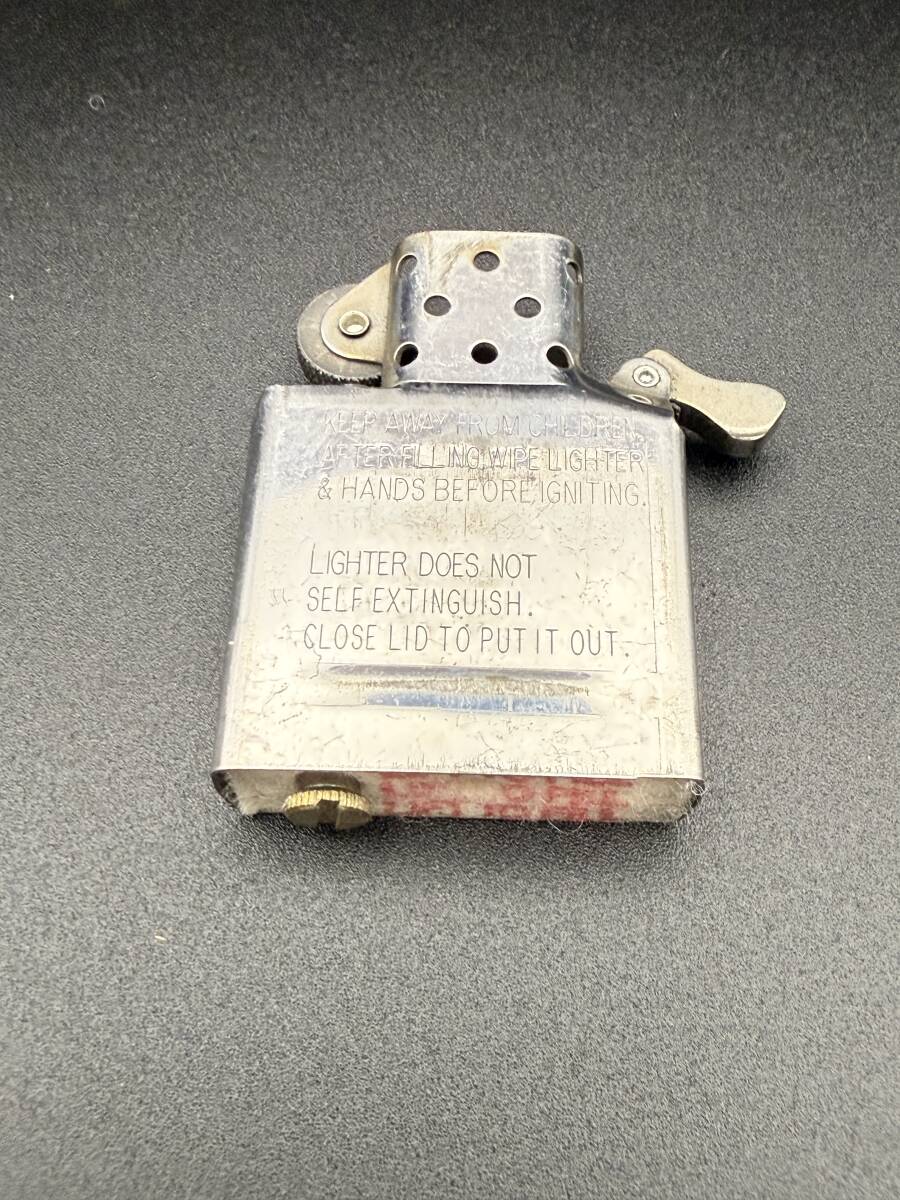 KEEP AWAY FROM CHILDREN.
AFTER FILLING WIPE LIGHTER
& HANDS BEFORE IGNITING.
LIGHTER DOES NOT
SELF EXTINGUISH.
CLOSE LID TO PUT IT OUT.